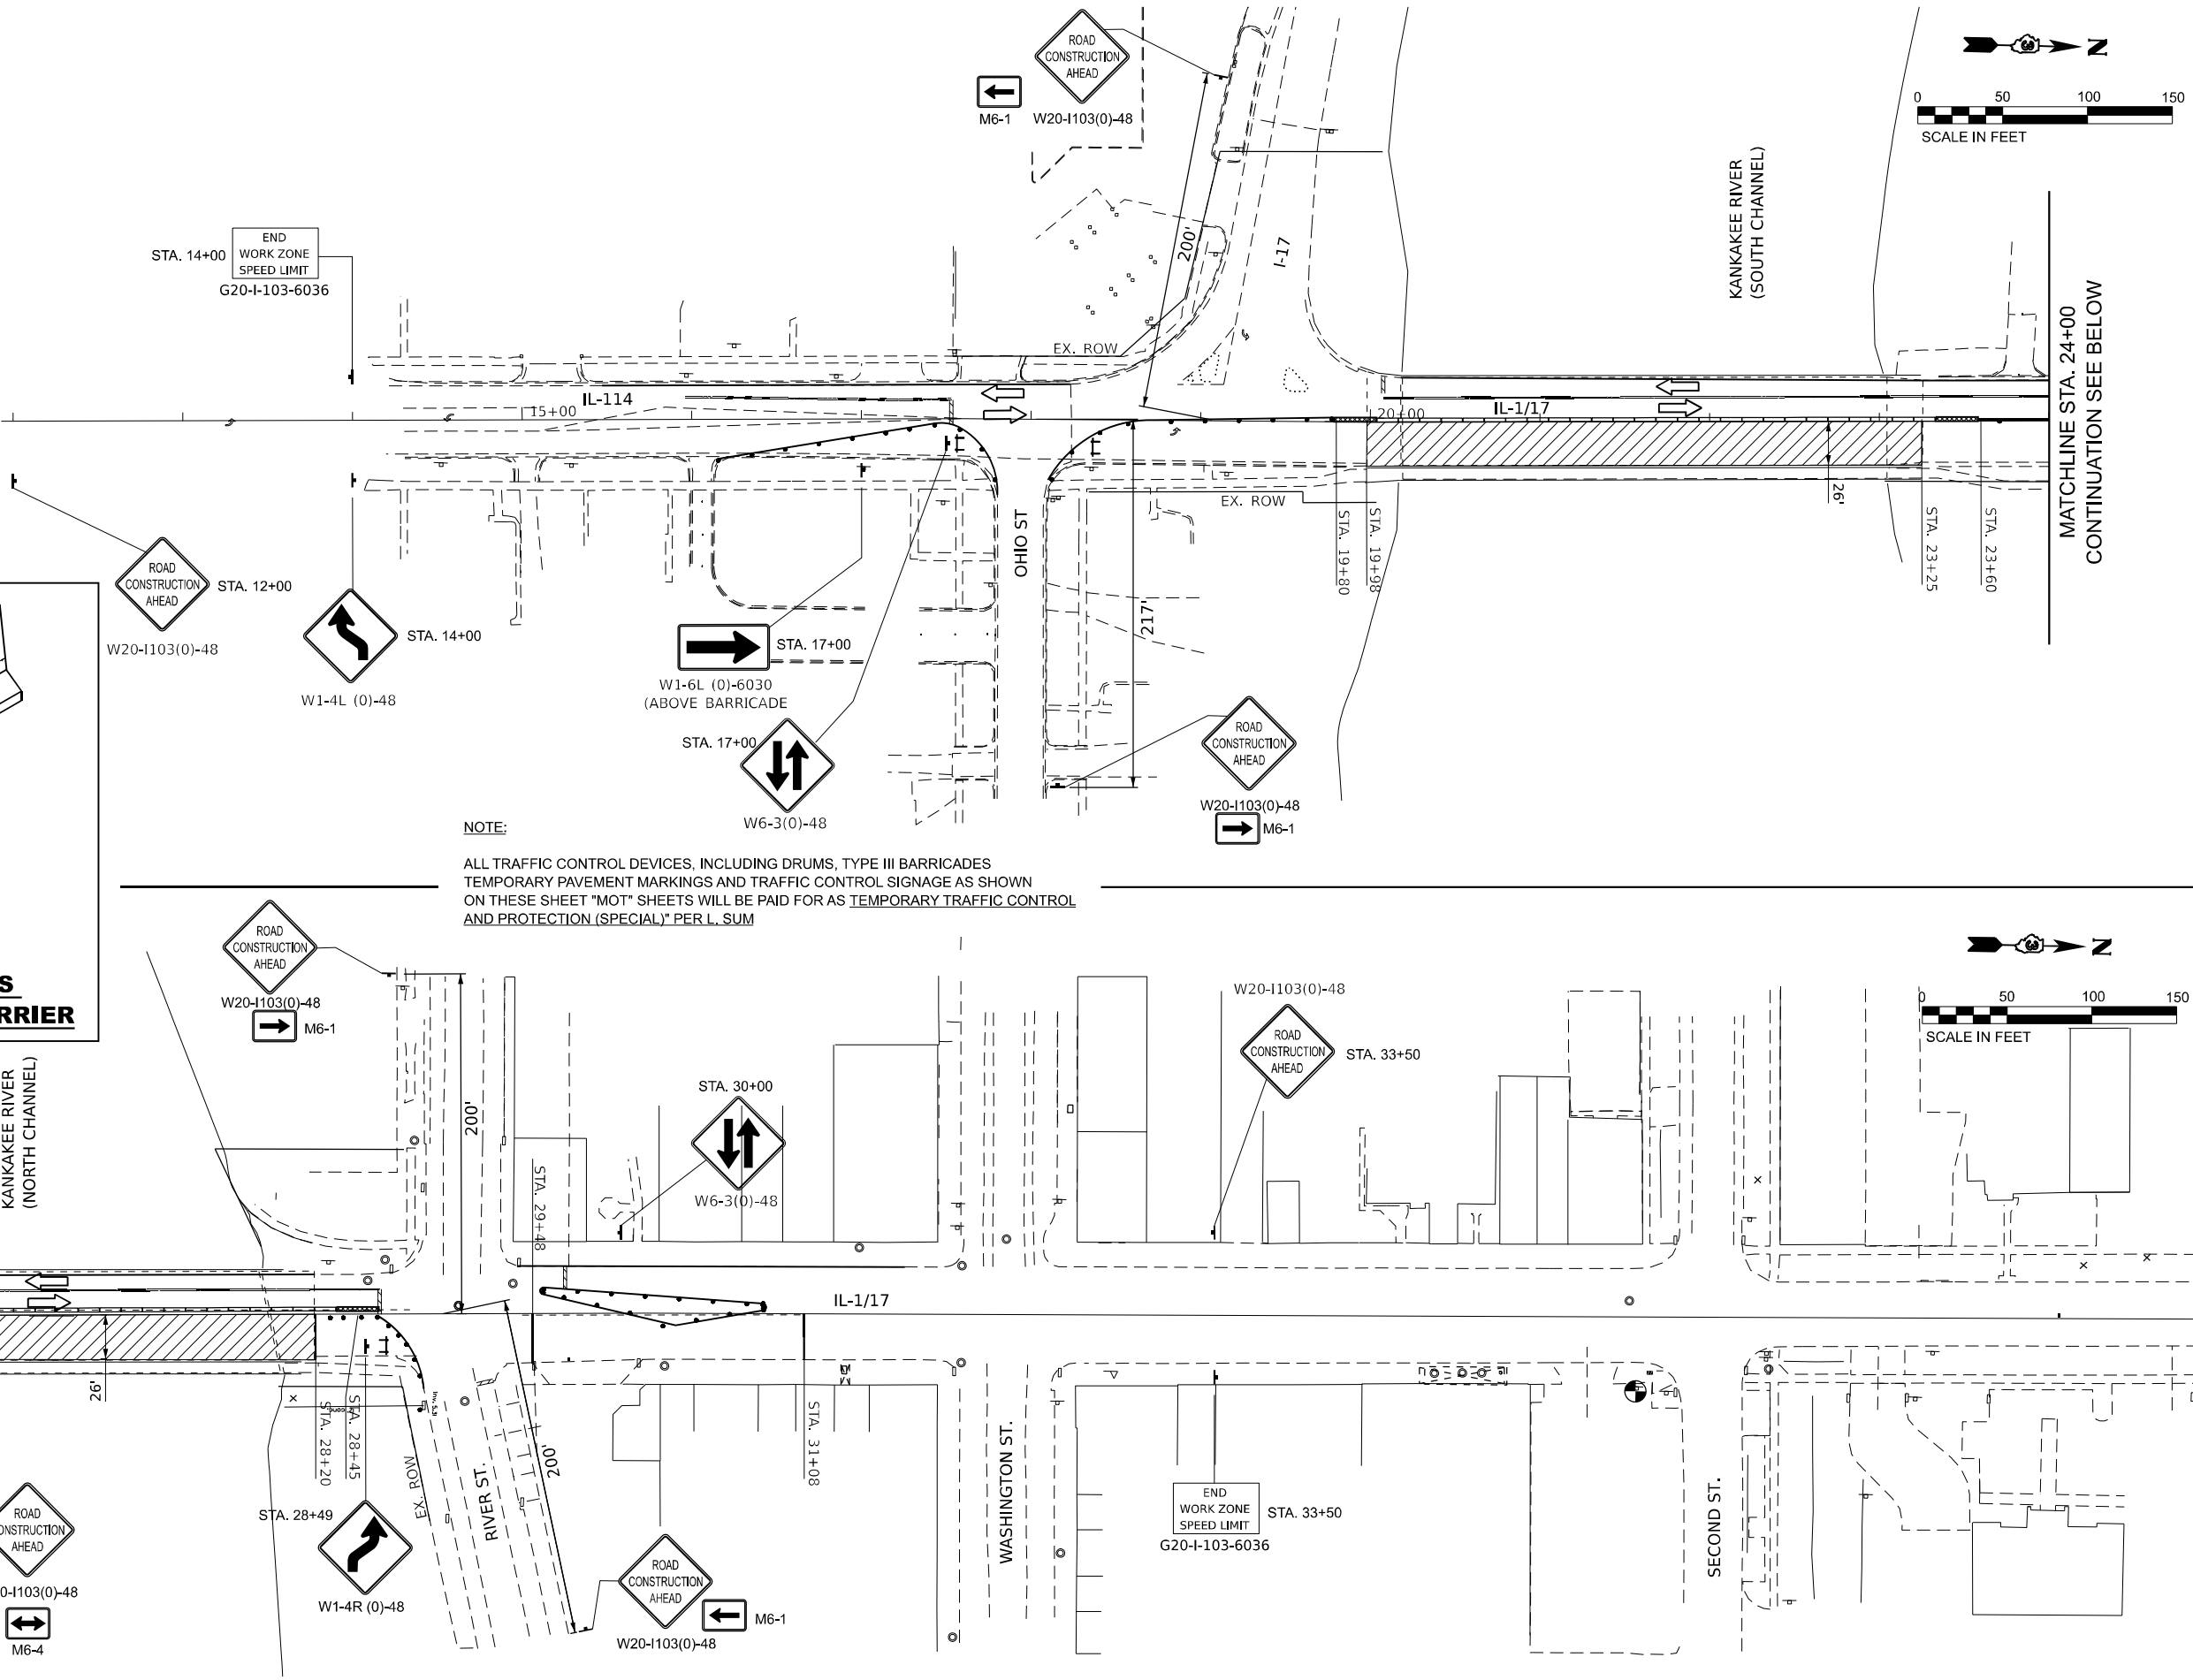 ROAD
CONSTRUCTION
AHEAD
M6-1
W20-I103(0)-48
N
0 50 100 150
SCALE IN FEET
KANKAKEE RIVER
(SOUTH CHANNEL)
STA. 14+00
END
WORK ZONE
SPEED LIMIT
G20-I-103-6036
200'
I-17
EX. ROW
IL-114
15+00
20+00
IL-1/17
MATCHLINE STA. 24+00
CONTINUATION SEE BELOW
EX. ROW
26'
OHIO ST
STA. 19+80
STA. 19+98
STA. 23+25
STA. 23+60
217'
ROAD
CONSTRUCTION
AHEAD
STA. 12+00
W20-I103(0)-48
STA. 14+00
W1-4L (0)-48
STA. 17+00
W1-6L (0)-6030
(ABOVE BARRICADE
STA. 17+00
W6-3(0)-48
ROAD
CONSTRUCTION
AHEAD
W20-I103(0)-48
M6-1
NOTE:
ALL TRAFFIC CONTROL DEVICES, INCLUDING DRUMS, TYPE III BARRICADES
TEMPORARY PAVEMENT MARKINGS AND TRAFFIC CONTROL SIGNAGE AS SHOWN
ON THESE SHEET "MOT" SHEETS WILL BE PAID FOR AS TEMPORARY TRAFFIC CONTROL
AND PROTECTION (SPECIAL)" PER L. SUM
S
RRIER
ROAD
CONSTRUCTION
AHEAD
W20-I103(0)-48
M6-1
KANKAKEE RIVER
(NORTH CHANNEL)
200'
STA. 30+00
W6-3(0)-48
STA. 29+48
W20-I103(0)-48
ROAD
CONSTRUCTION
AHEAD
STA. 33+50
N
0 50 100 150
SCALE IN FEET
IL-1/17
26'
STA. 28+20
STA. 28+45
EX. ROW
RIVER ST.
200'
STA. 31+08
WASHINGTON ST.
SECOND ST.
END
WORK ZONE
SPEED LIMIT
STA. 33+50
G20-I-103-6036
STA. 28+49
W1-4R (0)-48
ROAD
CONSTRUCTION
AHEAD
M6-1
W20-I103(0)-48
ROAD
ONSTRUCTION
AHEAD
0-I103(0)-48
M6-4